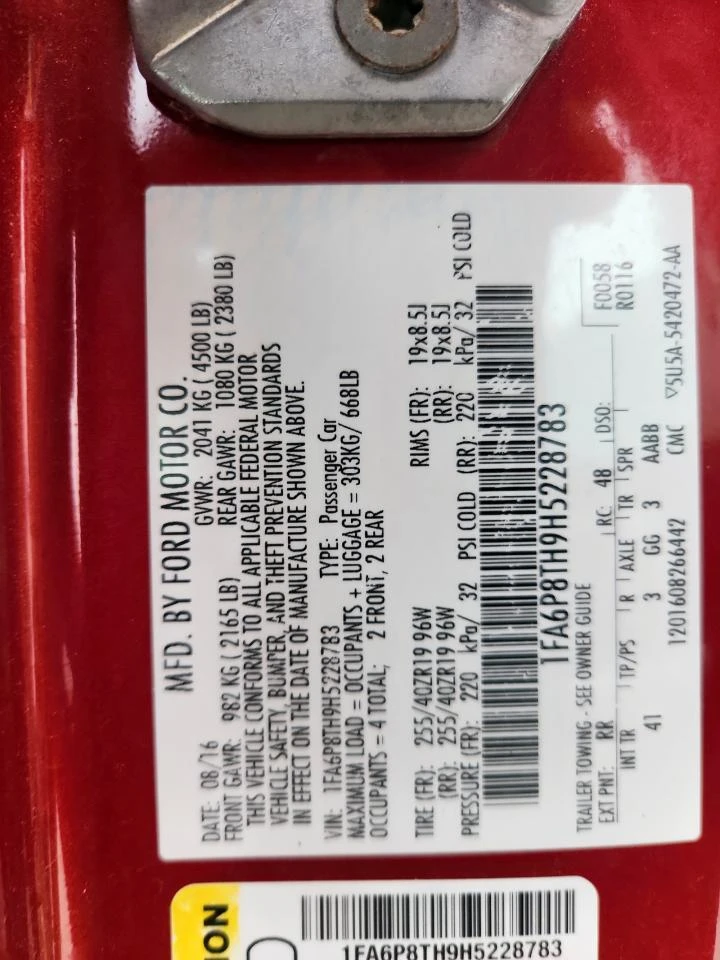 MFD. BY FORD MOTOR CO.
DATE: 08/16 GVWR: 2041 KG ( 4500 LB)
FRONT GAWR: 982 KG ( 2165 LB) REAR GAWR: 1080 KG ( 2380 LB)
THIS VEHICLE CONFORMS TO ALL APPLICABLE FEDERAL MOTOR
VEHICLE SAFETY, BUMPER, AND THEFT PREVENTION STANDARDS
IN EFFECT ON THE DATE OF MANUFACTURE SHOWN ABOVE.
VIN: 1FA6P8TH9H5228783 TYPE: Passenger Car
MAXIMUM LOAD = OCCUPANTS + LUGGAGE = 303KG/ 668LB
OCCUPANTS = 4 TOTAL; 2 FRONT, 2 REAR
TIRE (FR): 255/40ZR19 96W RIMS (FR): 19x8.5J
(RR): 255/40ZR19 96W (RR): 19x8.5J
PRESSURE (FR): 220 kPa/ 32 PSI COLD (RR): 220 kPa/ 32 PSI COLD
1FA6P8TH9H5228783
TRAILER TOWING - SEE OWNER GUIDE
EXT PNT: RR RC: 48 DSO: F0058
INT TR TP/PS R AXLE TR SPR R0116
41 3 GG 3 AABB
1201608266442 CMC ▽5U5A-5420472-AA
ION
1FA6P8TH9H5228783